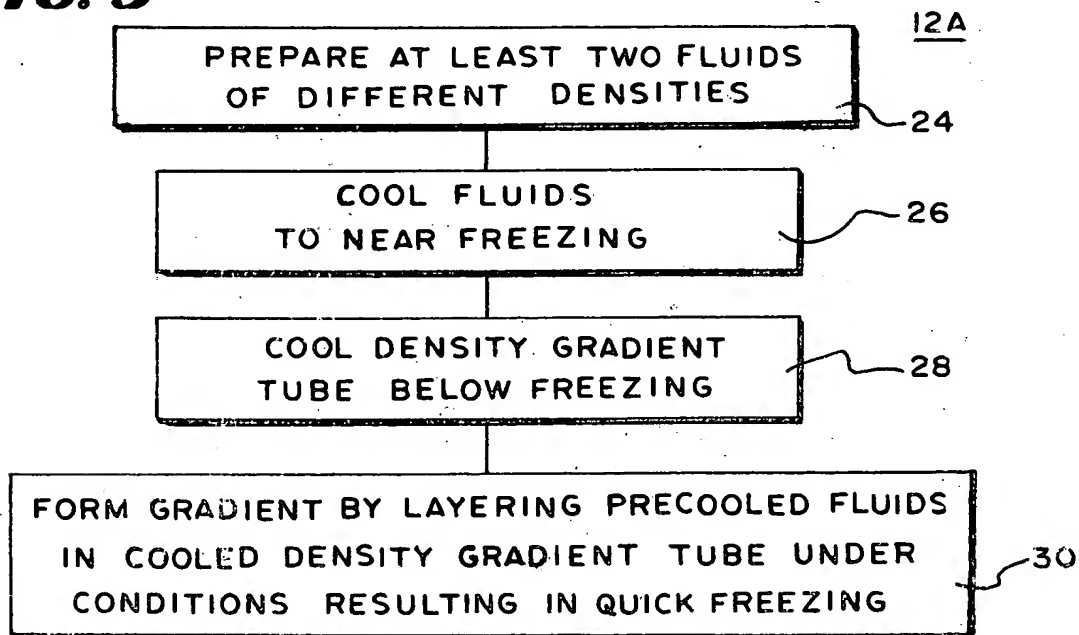 12A
PREPARE AT LEAST TWO FLUIDS
OF DIFFERENT DENSITIES
24
COOL FLUIDS
TO NEAR FREEZING
26
COOL DENSITY GRADIENT
TUBE BELOW FREEZING
28
FORM GRADIENT BY LAYERING PRECOOLED FLUIDS
IN COOLED DENSITY GRADIENT TUBE UNDER
CONDITIONS RESULTING IN QUICK FREEZING
30